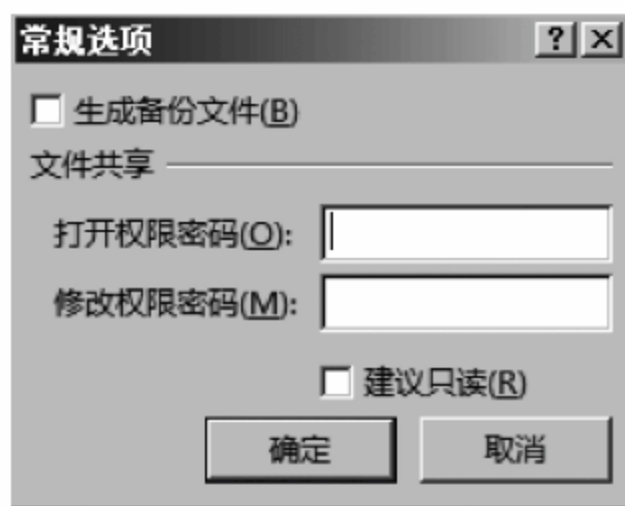 常规选项
生成备份文件(B)
文件共享
打开权限密码(O):
修改权限密码(M):
建议只读(R)
确定 取消